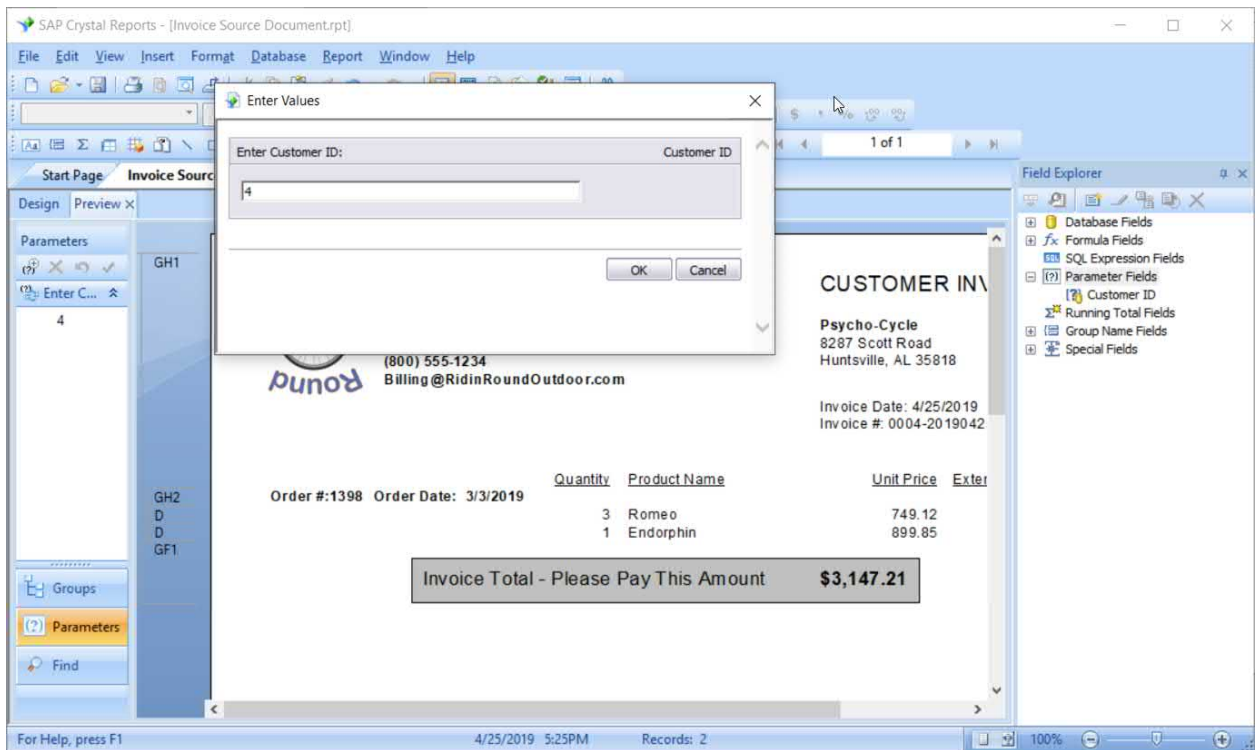 SAP Crystal Reports - [Invoice Source Document.rpt]
File Edit View Insert Format Database Report Window Help
Enter Values
Enter Customer ID: Customer ID
4
OK Cancel
1 of 1
Start Page Invoice Sourc
Design Preview
Parameters
Enter C...
4
Groups
Parameters
Find
GH1
GH2
D
D
GF1
CUSTOMER INV
Psycho-Cycle
8287 Scott Road
Huntsville, AL 35818
Round
(800) 555-1234
Billing@RidinRoundOutdoor.com
Invoice Date: 4/25/2019
Invoice #: 0004-2019042
Quantity Product Name Unit Price Exter
Order #:1398 Order Date: 3/3/2019
3 Romeo 749.12
1 Endorphin 899.85
Invoice Total - Please Pay This Amount $3,147.21
Field Explorer
Database Fields
Formula Fields
SQL Expression Fields
Parameter Fields
Customer ID
Running Total Fields
Group Name Fields
Special Fields
For Help, press F1 4/25/2019 5:25PM Records: 2 100%